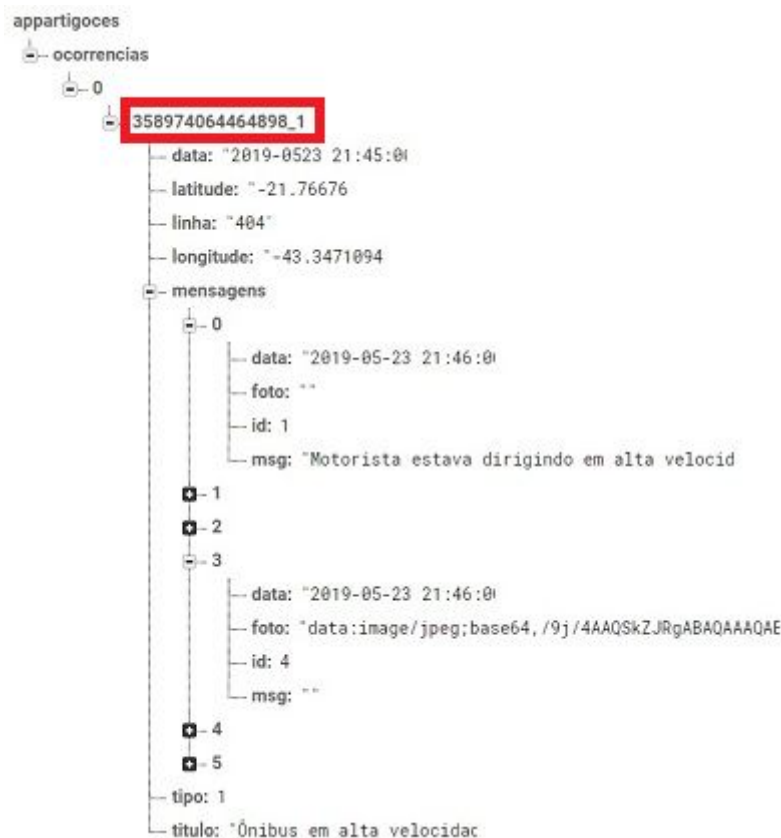 appartigoces
ocorrencias
0
358974064464898_1
data: "2019-0523 21:45:00
latitude: "-21.76676
linha: "404"
longitude: "-43.3471094
mensagens
0
data: "2019-05-23 21:46:00
foto: ""
id: 1
msg: "Motorista estava dirigindo em alta velocid
1
2
3
data: "2019-05-23 21:46:00
foto: "data:image/jpeg;base64,/9j/4AAQSkZJRgABAQAAAQAE
id: 4
msg: ""
4
5
tipo: 1
titulo: "Ônibus em alta velocidac